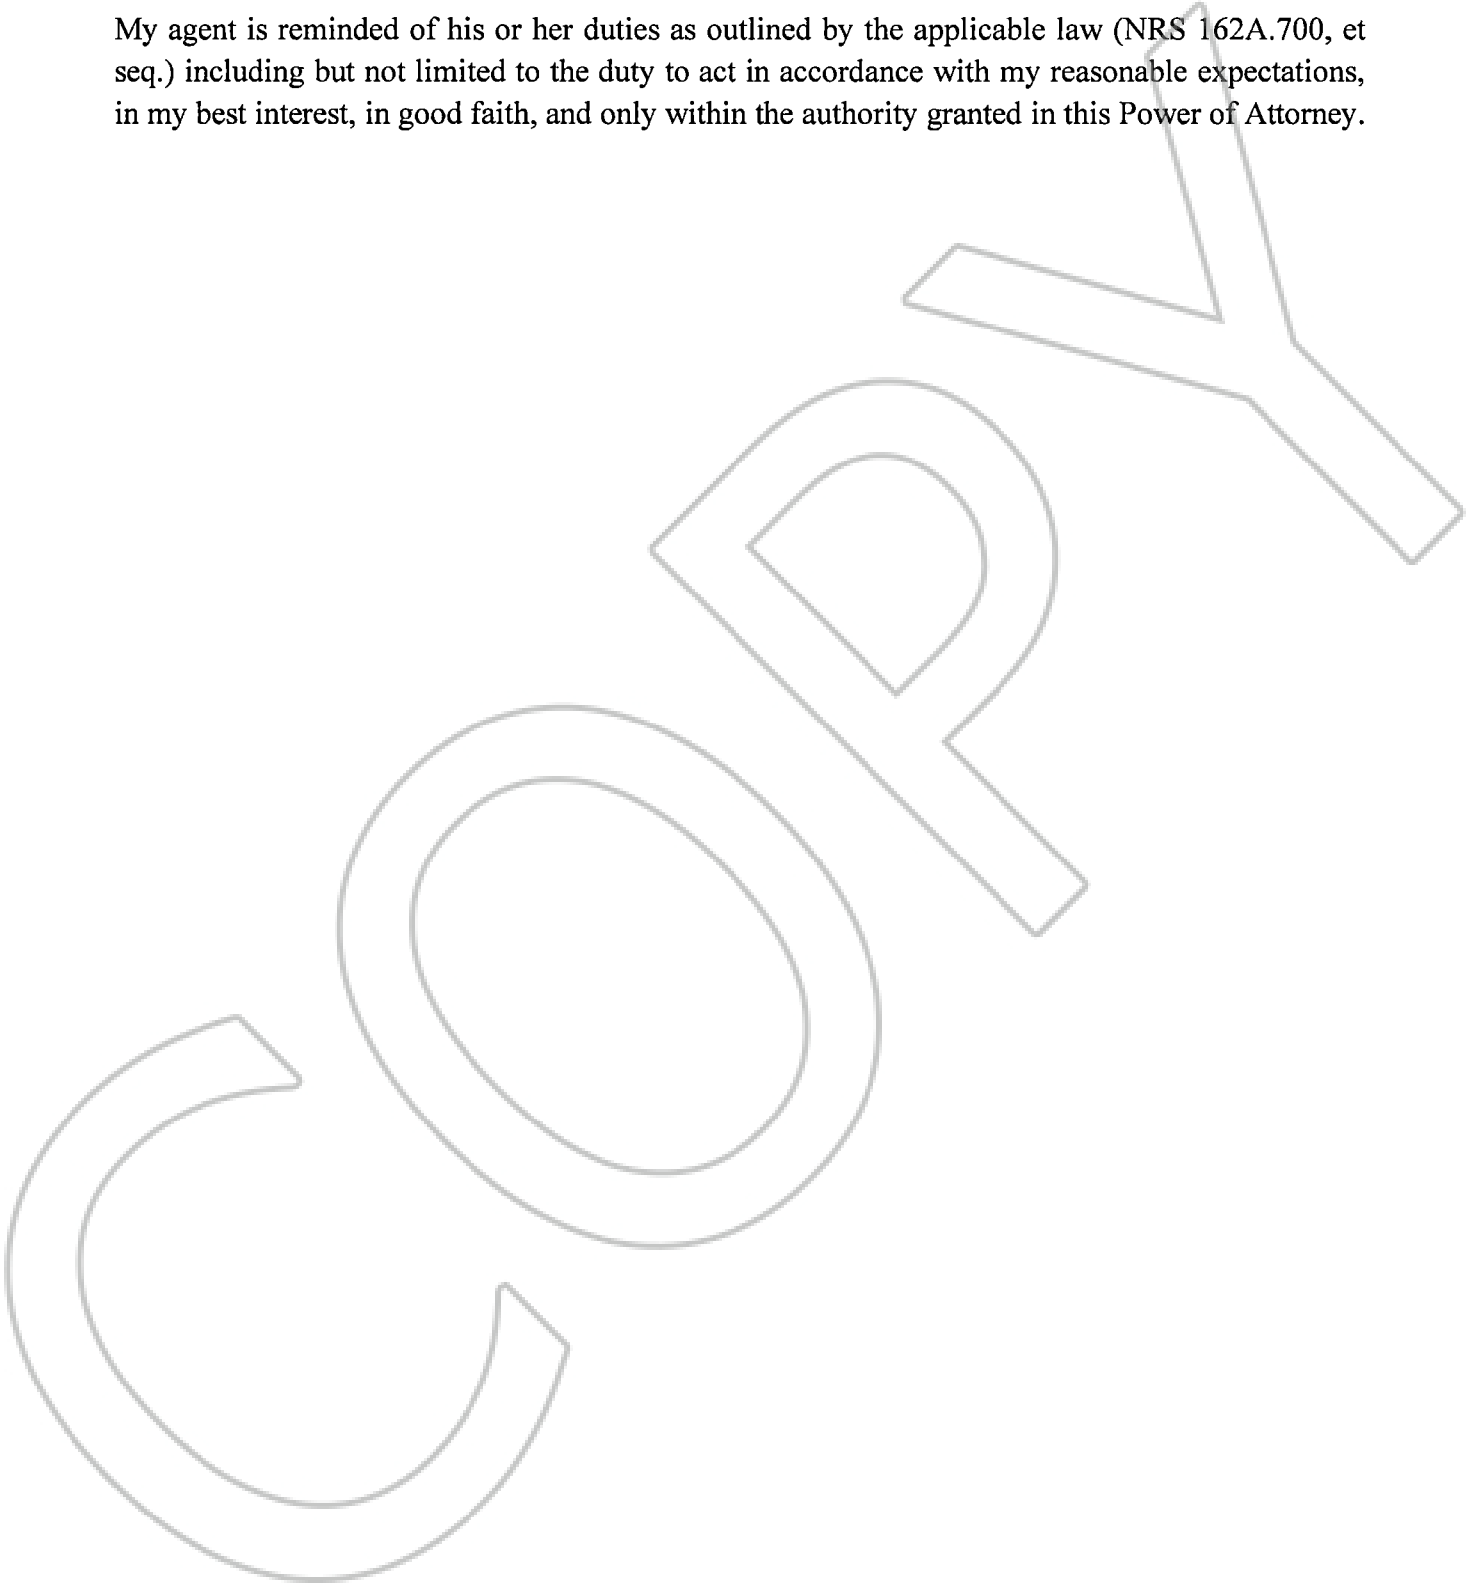 My agent is reminded of his or her duties as outlined by the applicable law (NRS 162A.700, et
seq.) including but not limited to the duty to act in accordance with my reasonable expectations,
in my best interest, in good faith, and only within the authority granted in this Power of Attorney.
COPY